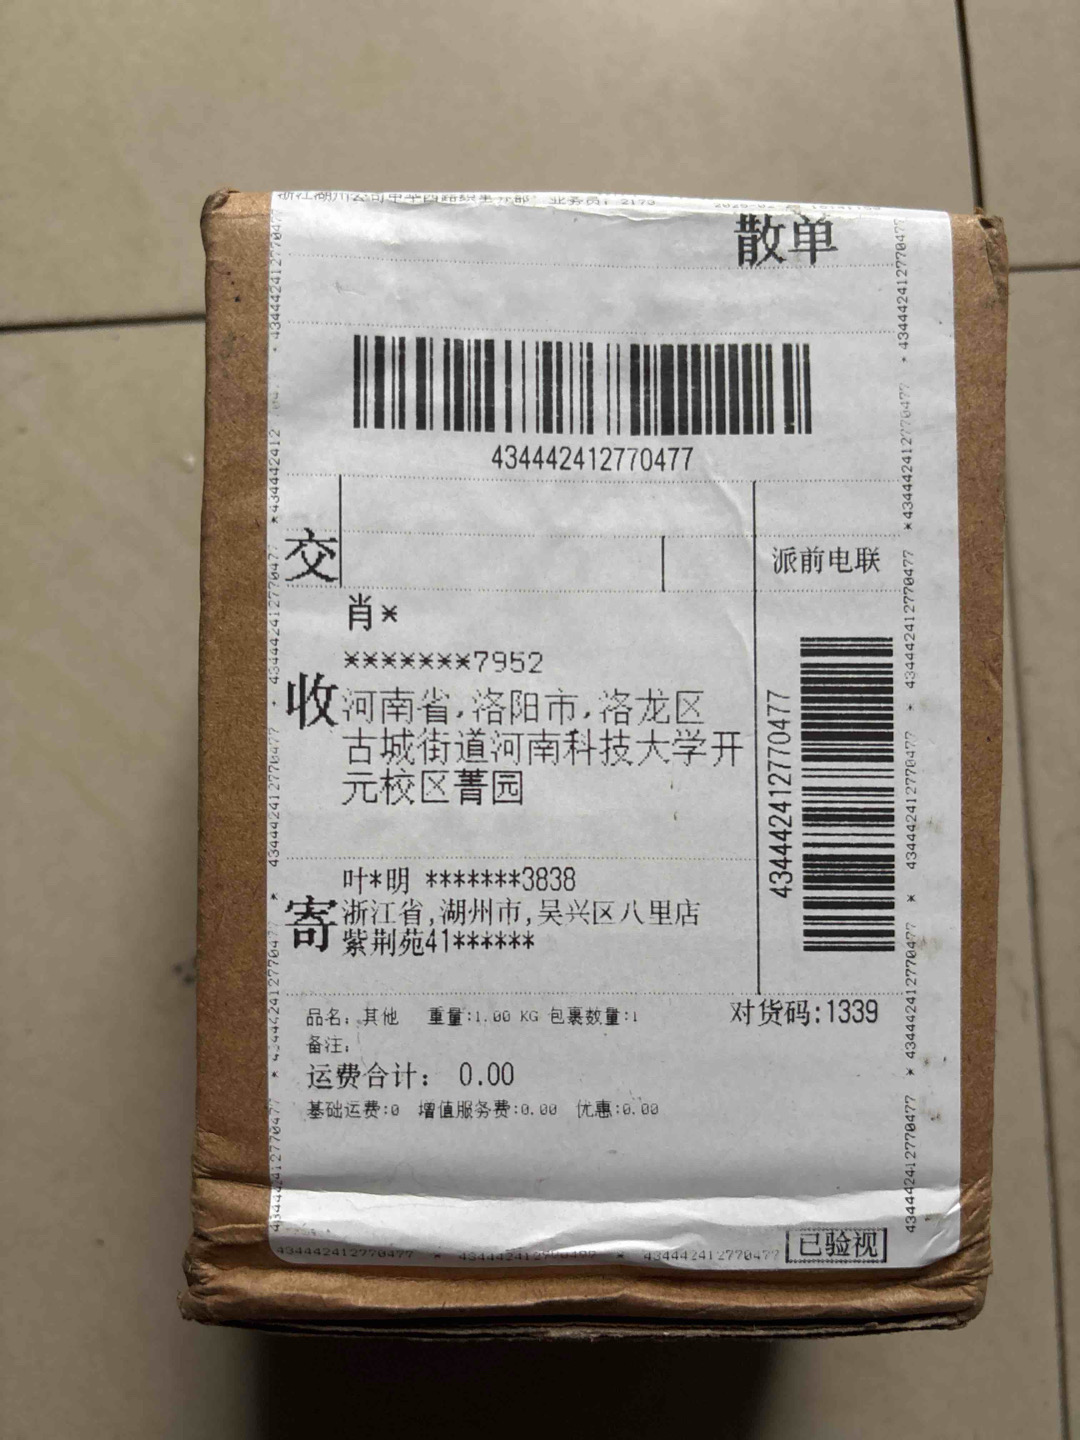 散单
434442412770477
交
派前电联
肖*
*******7952
收
河南省,洛阳市,洛龙区
古城街道河南科技大学开
元校区菁园
434442412770477
寄
叶*明 *******3838
浙江省,湖州市,吴兴区八里店
紫荆苑41******
品名: 其他 重量:1.00 KG 包裹数量:1
对货码:1339
备注:
运费合计: 0.00
基础运费:0 增值服务费:0.00 优惠:0.00
434442412770477 * 434442412770477 * 434442412770477
已验视